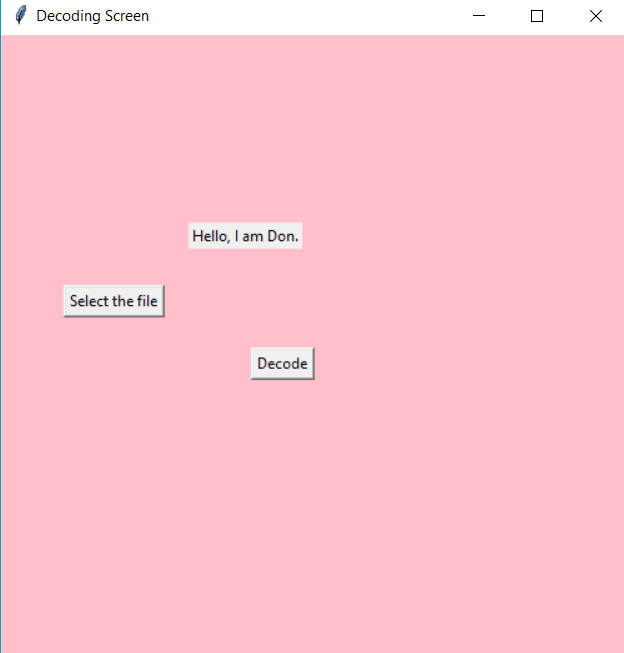 Decoding Screen
Hello, I am Don.
Select the file
Decode